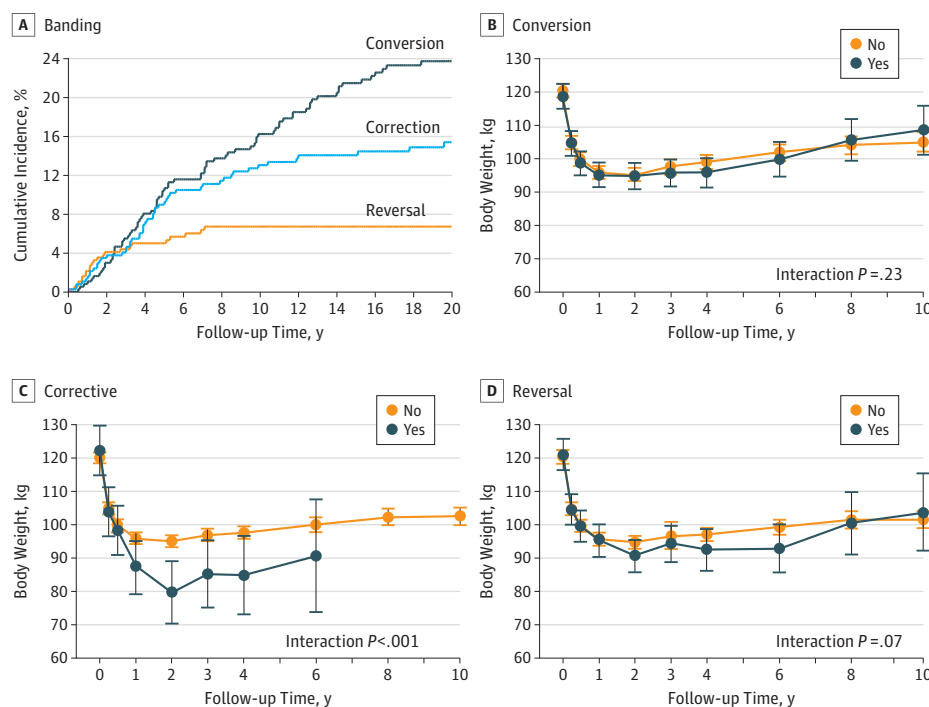 A Banding
24
20
16
12
8
4
0
Cumulative Incidence, %
Conversion
Correction
Reversal
0 2 4 6 8 10 12 14 16 18 20
Follow-up Time, y
B Conversion
No
Yes
130
120
110
100
90
80
70
60
Body Weight, kg
Interaction P=.23
0 1 2 3 4 6 8 10
Follow-up Time, y
C Corrective
No
Yes
130
120
110
100
90
80
70
60
Body Weight, kg
Interaction P<.001
0 1 2 3 4 6 8 10
Follow-up Time, y
D Reversal
No
Yes
130
120
110
100
90
80
70
60
Body Weight, kg
Interaction P=.07
0 1 2 3 4 6 8 10
Follow-up Time, y